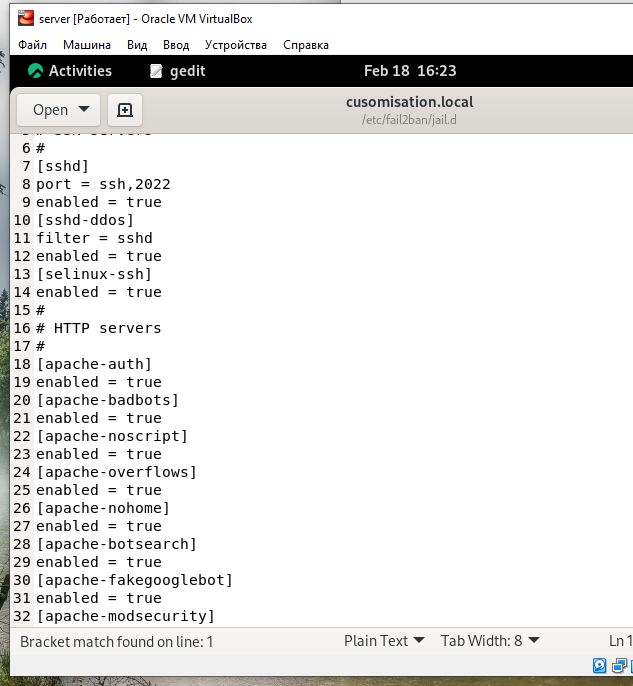 server [Работает] - Oracle VM VirtualBox
Файл Машина Вид Ввод Устройства Справка
Activities gedit Feb 18 16:23
Open cusomisation.local
/etc/fail2ban/jail.d
6 #
7 [sshd]
8 port = ssh,2022
9 enabled = true
10 [sshd-ddos]
11 filter = sshd
12 enabled = true
13 [selinux-ssh]
14 enabled = true
15 #
16 # HTTP servers
17 #
18 [apache-auth]
19 enabled = true
20 [apache-badbots]
21 enabled = true
22 [apache-noscript]
23 enabled = true
24 [apache-overflows]
25 enabled = true
26 [apache-nohome]
27 enabled = true
28 [apache-botsearch]
29 enabled = true
30 [apache-fakegooglebot]
31 enabled = true
32 [apache-modsecurity]
Bracket match found on line: 1 Plain Text Tab Width: 8 Ln 1